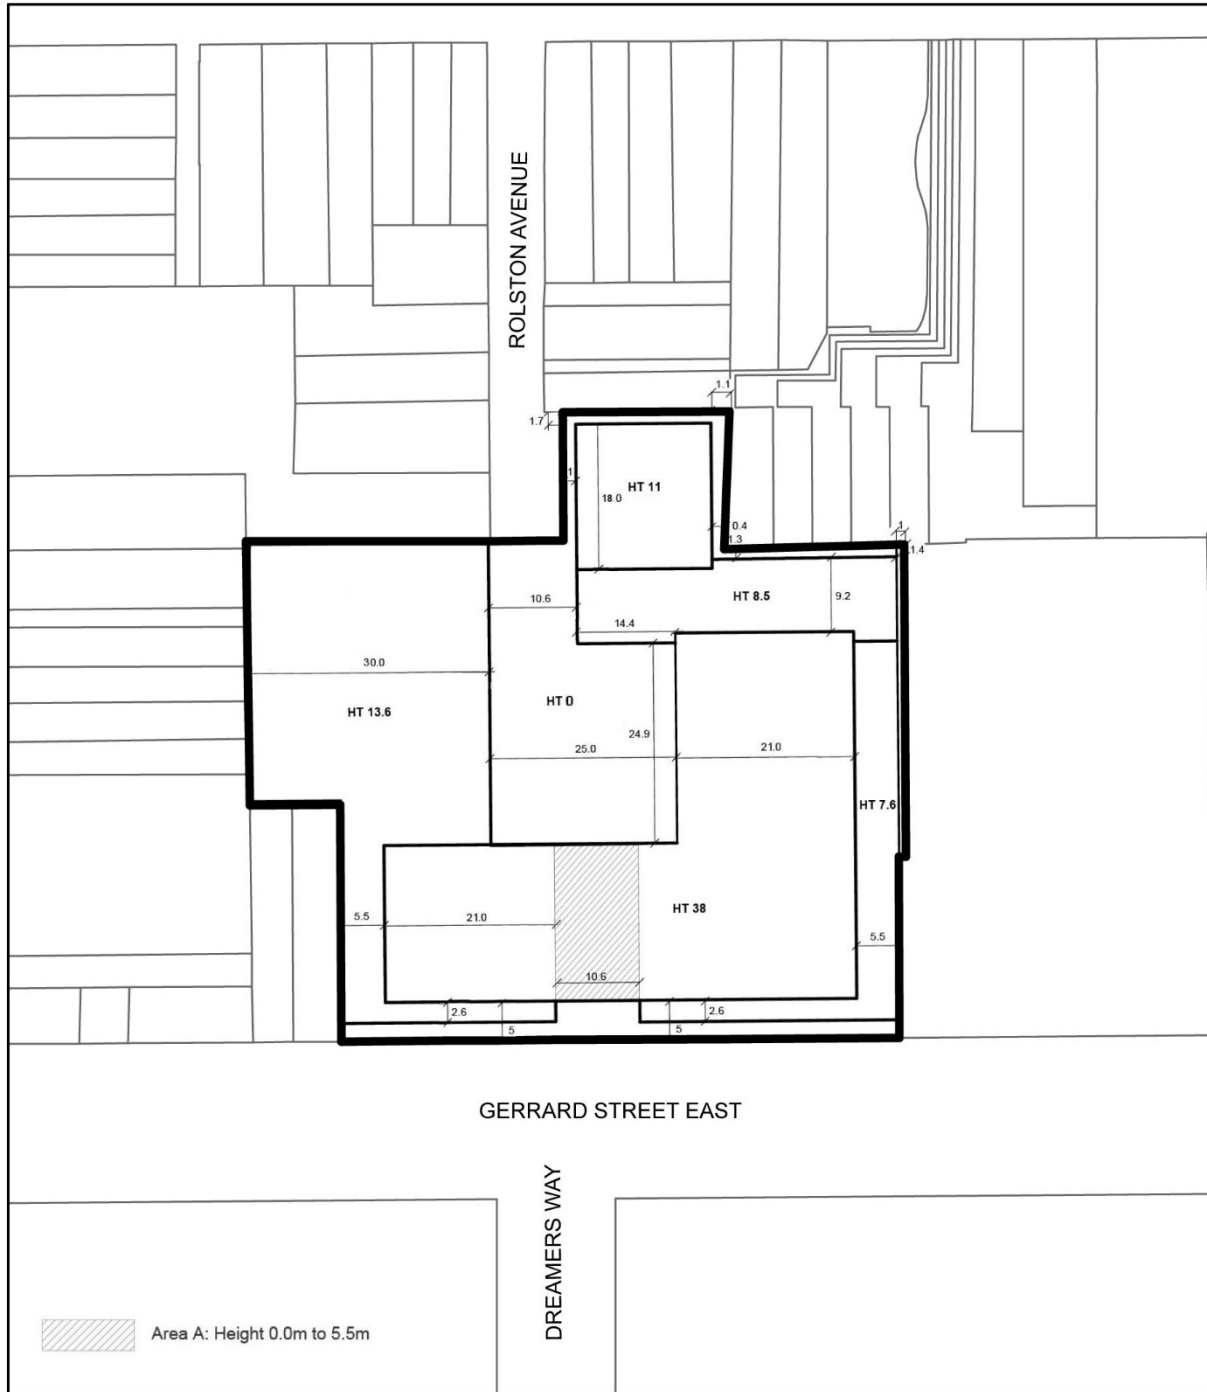 ROLSTON AVENUE
1.1
1.7
1
HT 11
18.0
0.4
1
1.3
1.4
10.6
HT 8.5
9.2
14.4
30.0
HT 13.6
HT 0
24.9
25.0
21.0
HT 7.6
HT 38
5.5
21.0
5.5
10.6
2.6
2.6
5
5
GERRARD STREET EAST
DREAMERS WAY
Area A: Height 0.0m to 5.5m